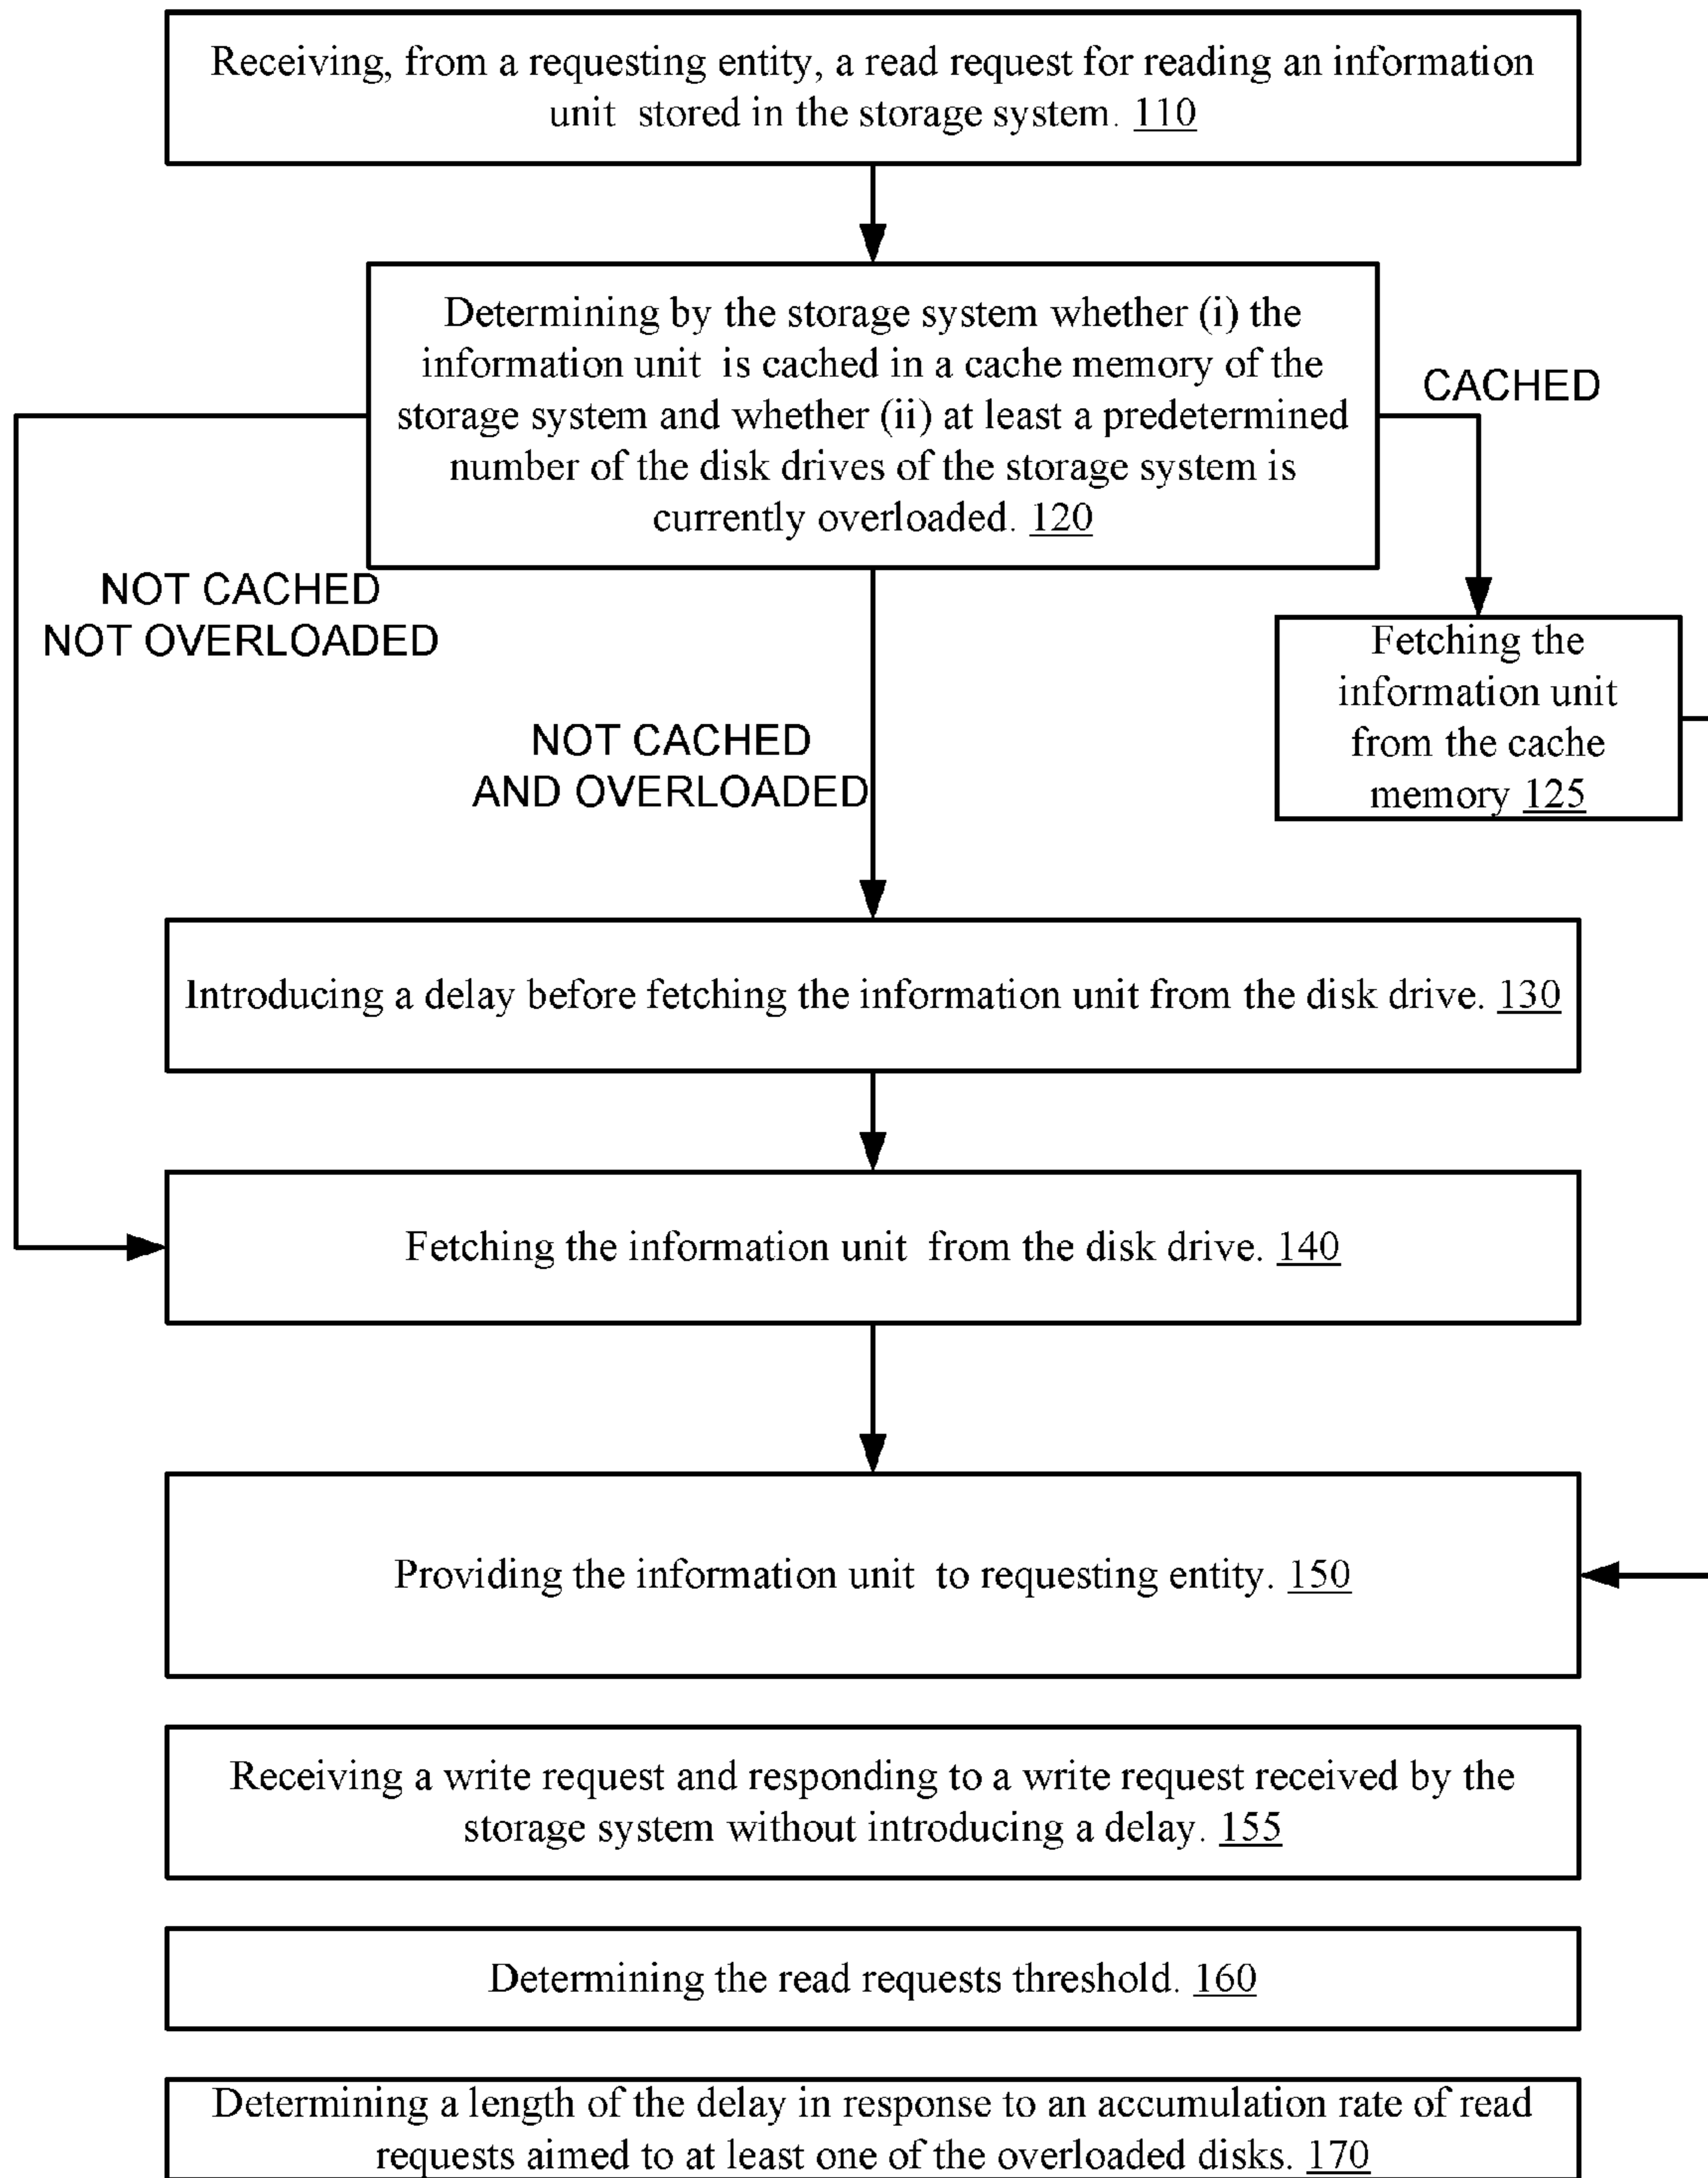 Receiving, from a requesting entity, a read request for reading an information
unit stored in the storage system. 110
Determining by the storage system whether (i) the
information unit is cached in a cache memory of the
storage system and whether (ii) at least a predetermined
number of the disk drives of the storage system is
currently overloaded. 120
CACHED
NOT CACHED
NOT OVERLOADED
Fetching the
information unit
from the cache
memory 125
NOT CACHED
AND OVERLOADED
Introducing a delay before fetching the information unit from the disk drive. 130
Fetching the information unit from the disk drive. 140
Providing the information unit to requesting entity. 150
Receiving a write request and responding to a write request received by the
storage system without introducing a delay. 155
Determining the read requests threshold. 160
Determining a length of the delay in response to an accumulation rate of read
requests aimed to at least one of the overloaded disks. 170